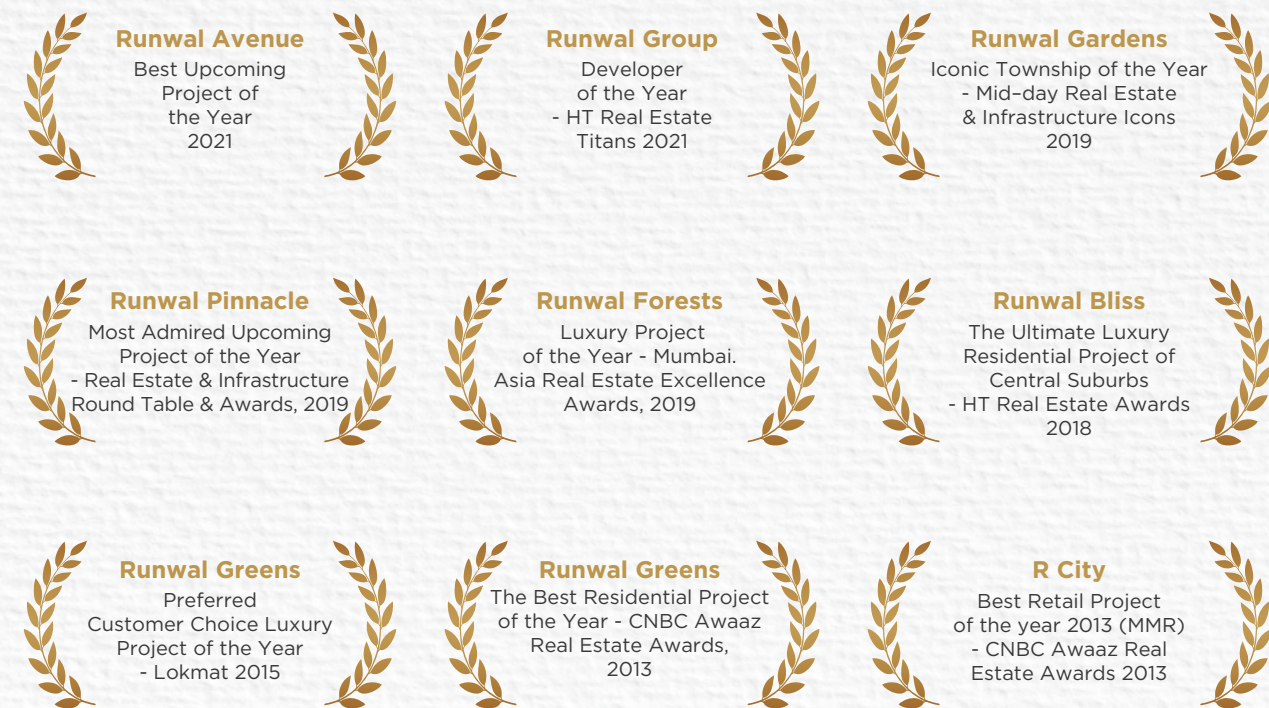 Runwal Avenue
Best Upcoming
Project of
the Year
2021
Runwal Group
Developer
of the Year
- HT Real Estate
Titans 2021
Runwal Gardens
Iconic Township of the Year
- Mid–day Real Estate
& Infrastructure Icons
2019
Runwal Pinnacle
Most Admired Upcoming
Project of the Year
- Real Estate & Infrastructure
Round Table & Awards, 2019
Runwal Forests
Luxury Project
of the Year - Mumbai.
Asia Real Estate Excellence
Awards, 2019
Runwal Bliss
The Ultimate Luxury
Residential Project of
Central Suburbs
- HT Real Estate Awards
2018
Runwal Greens
Preferred
Customer Choice Luxury
Project of the Year
- Lokmat 2015
Runwal Greens
The Best Residential Project
of the Year - CNBC Awaaz
Real Estate Awards,
2013
R City
Best Retail Project
of the year 2013 (MMR)
- CNBC Awaaz Real
Estate Awards 2013